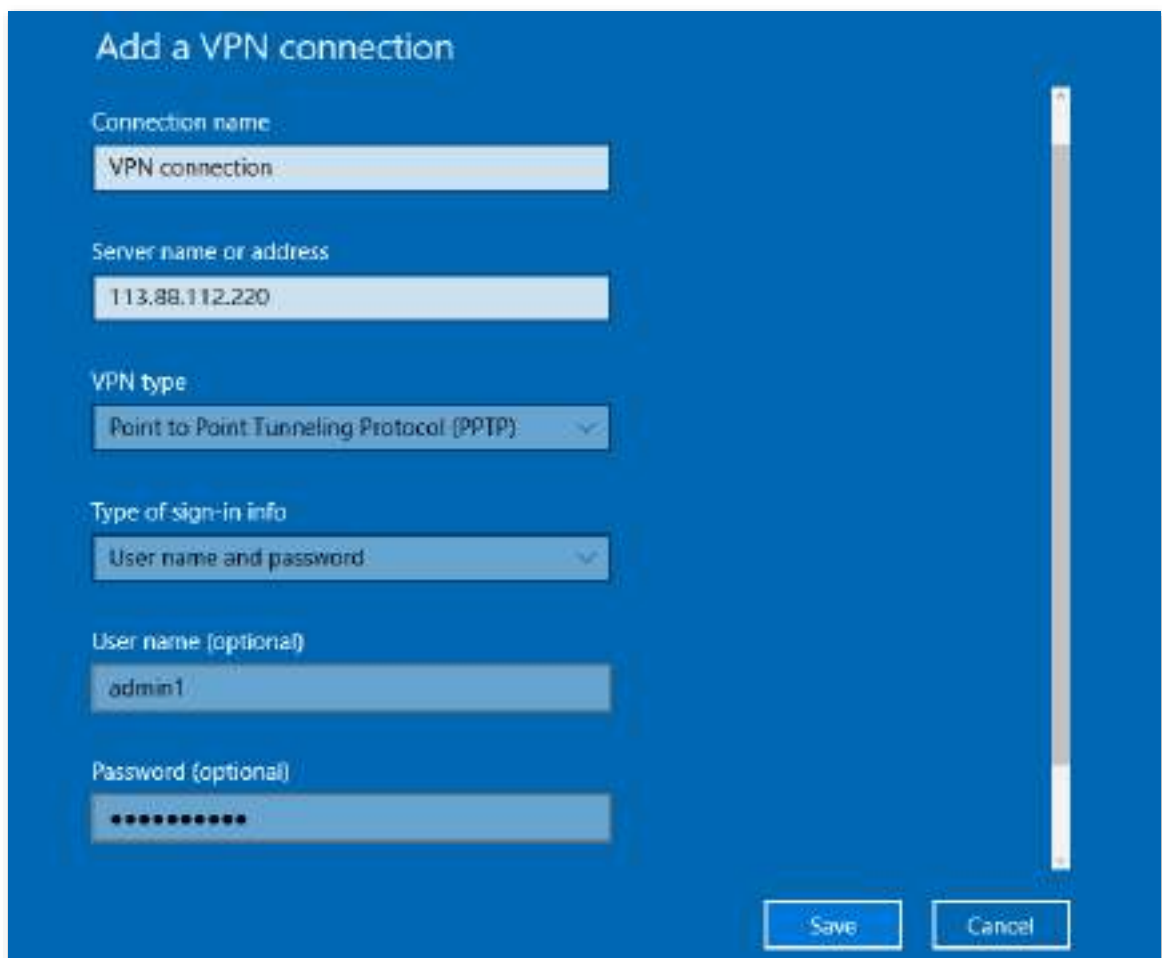 Add a VPN connection
Connection name
VPN connection
Server name or address
113.88.112.220
VPN type
Point to Point Tunneling Protocol (PPTP)
Type of sign-in info
User name and password
User name (optional)
admin1
Password (optional)
••••••••••
Save
Cancel